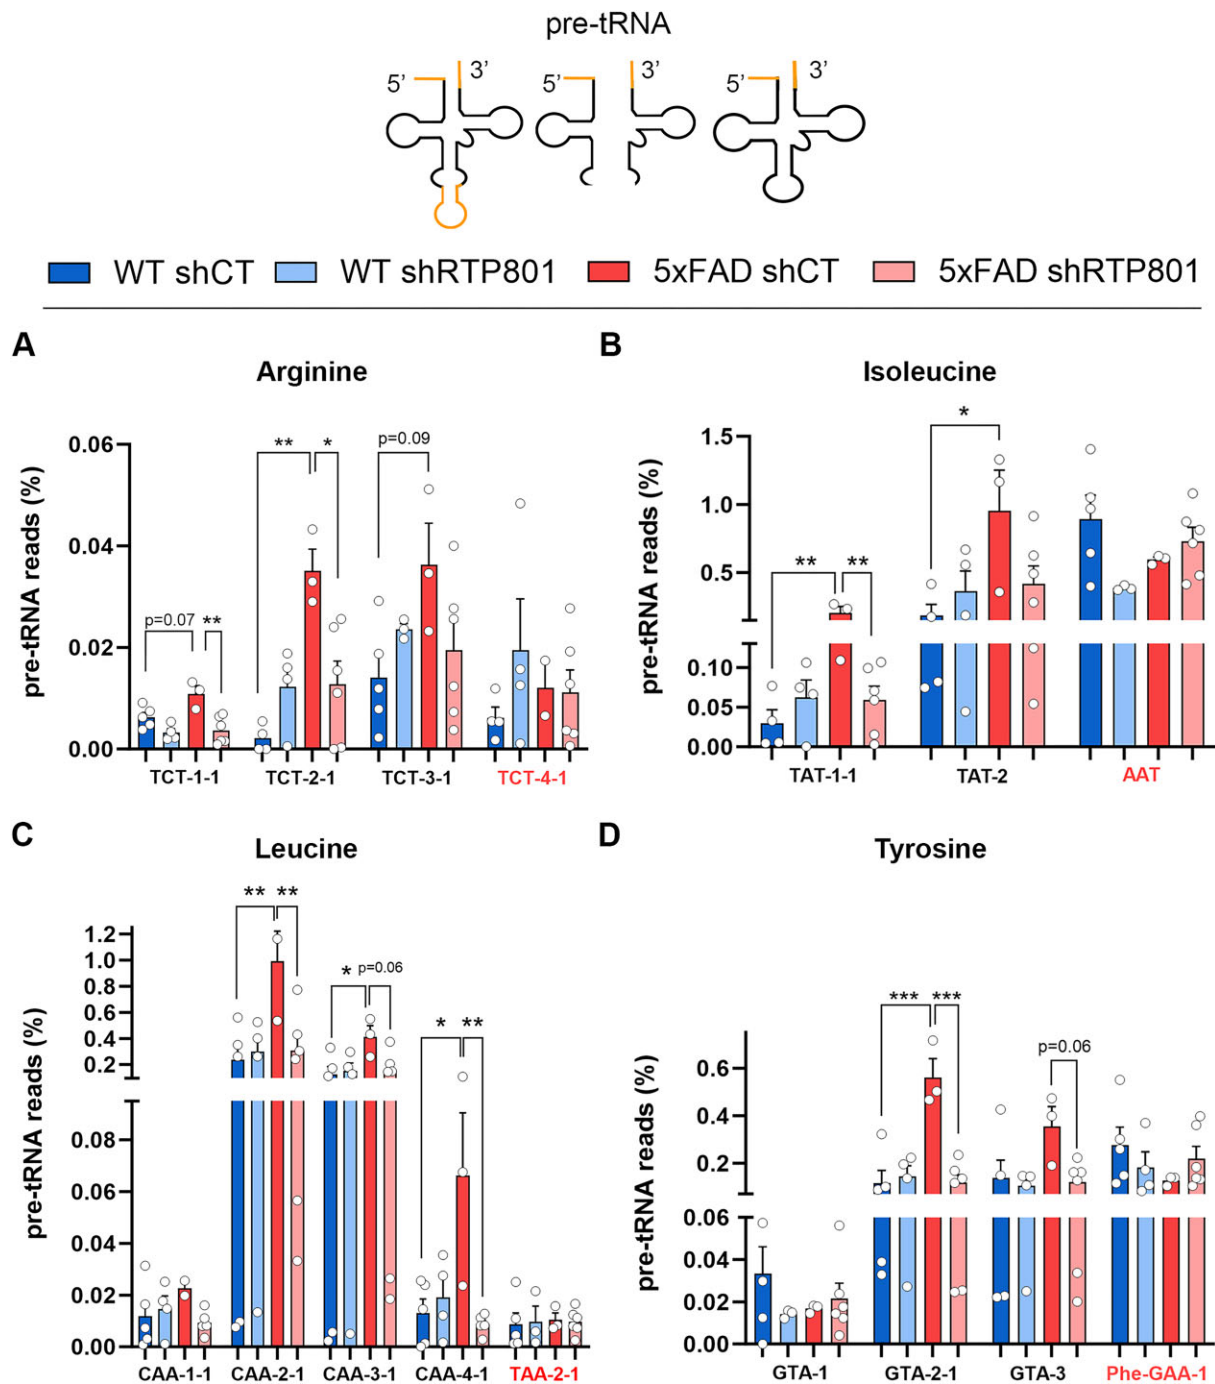 pre-tRNA
5’ 3’ 5’ 3’ 5’ 3’
WT shCT WT shRTP801 5xFAD shCT 5xFAD shRTP801
A
Arginine
pre-tRNA reads (%)
0.06
0.04
0.02
0.00
p=0.07
**
**
*
p=0.09
TCT-1-1 TCT-2-1 TCT-3-1 TCT-4-1
B
Isoleucine
pre-tRNA reads (%)
1.5
1.0
0.5
0.10
0.05
0.00
**
**
*
TAT-1-1 TAT-2 AAT
C
Leucine
pre-tRNA reads (%)
1.2
1.0
0.8
0.6
0.4
0.2
0.08
0.06
0.04
0.02
0.00
**
**
*
p=0.06
*
**
CAA-1-1 CAA-2-1 CAA-3-1 CAA-4-1 TAA-2-1
D
Tyrosine
pre-tRNA reads (%)
0.6
0.4
0.2
0.06
0.04
0.02
0.00
***
***
p=0.06
GTA-1 GTA-2-1 GTA-3 Phe-GAA-1